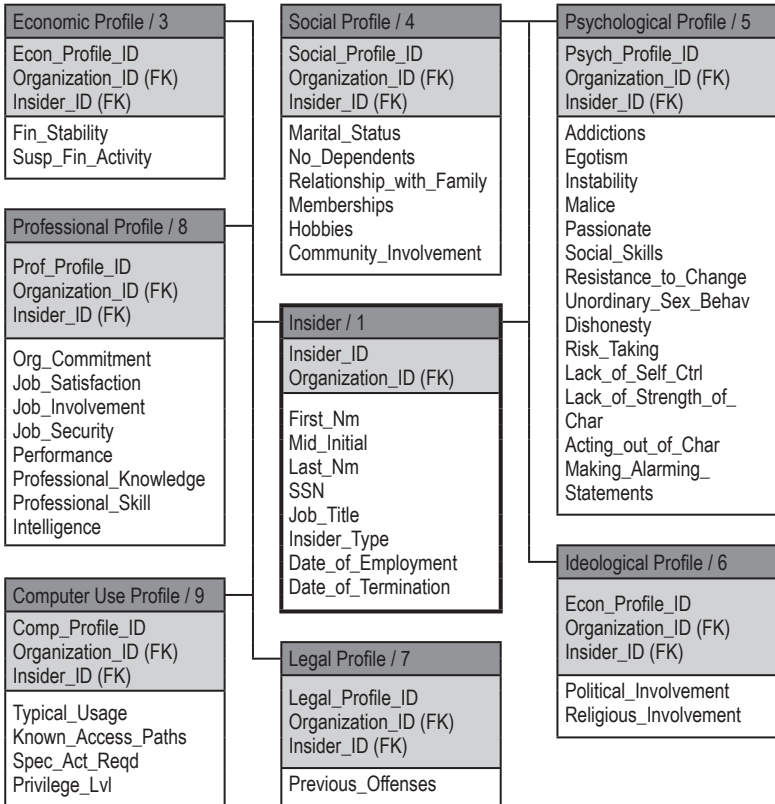 Economic Profile / 3
Econ_Profile_ID
Organization_ID (FK)
Insider_ID (FK)
Fin_Stability
Susp_Fin_Activity
Professional Profile / 8
Prof_Profile_ID
Organization_ID (FK)
Insider_ID (FK)
Org_Commitment
Job_Satisfaction
Job_Involvement
Job_Security
Performance
Professional_Knowledge
Professional_Skill
Intelligence
Computer Use Profile / 9
Comp_Profile_ID
Organization_ID (FK)
Insider_ID (FK)
Typical_Usage
Known_Access_Paths
Spec_Act_Reqd
Privilege_Lvl
Social Profile / 4
Social_Profile_ID
Organization_ID (FK)
Insider_ID (FK)
Marital_Status
No_Dependents
Relationship_with_Family
Memberships
Hobbies
Community_Involvement
Insider / 1
Insider_ID
Organization_ID (FK)
First_Nm
Mid_Initial
Last_Nm
SSN
Job_Title
Insider_Type
Date_of_Employment
Date_of_Termination
Legal Profile / 7
Legal_Profile_ID
Organization_ID (FK)
Insider_ID (FK)
Previous_Offenses
Psychological Profile / 5
Psych_Profile_ID
Organization_ID (FK)
Insider_ID (FK)
Addictions
Egotism
Instability
Malice
Passionate
Social_Skills
Resistance_to_Change
Unordinary_Sex_Behav
Dishonesty
Risk_Taking
Lack_of_Self_Ctrl
Lack_of_Strength_of_
Char
Acting_out_of_Char
Making_Alarming_
Statements
Ideological Profile / 6
Econ_Profile_ID
Organization_ID (FK)
Insider_ID (FK)
Political_Involvement
Religious_Involvement